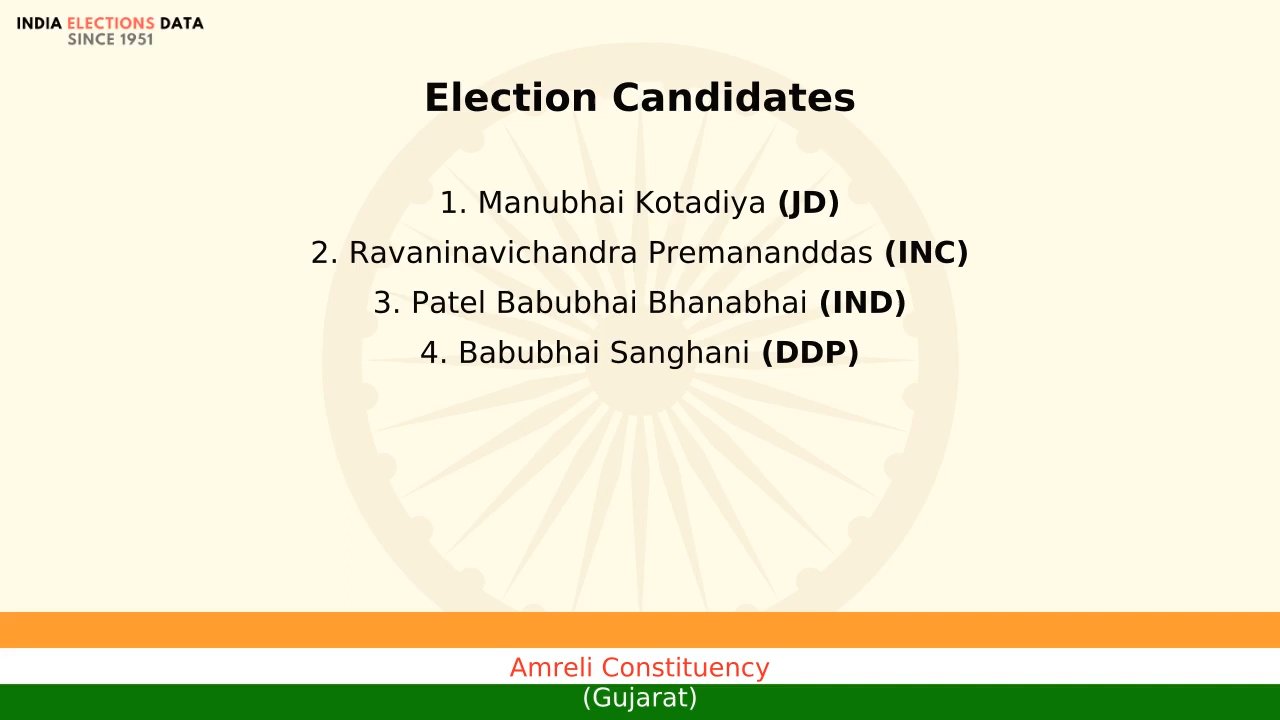 INDIA ELECTIONS DATA
SINCE 1951
Election Candidates
1. Manubhai Kotadiya (JD)
2. Ravaninavichandra Premananddas (INC)
3. Patel Babubhai Bhanabhai (IND)
4. Babubhai Sanghani (DDP)
Amreli Constituency
(Gujarat)